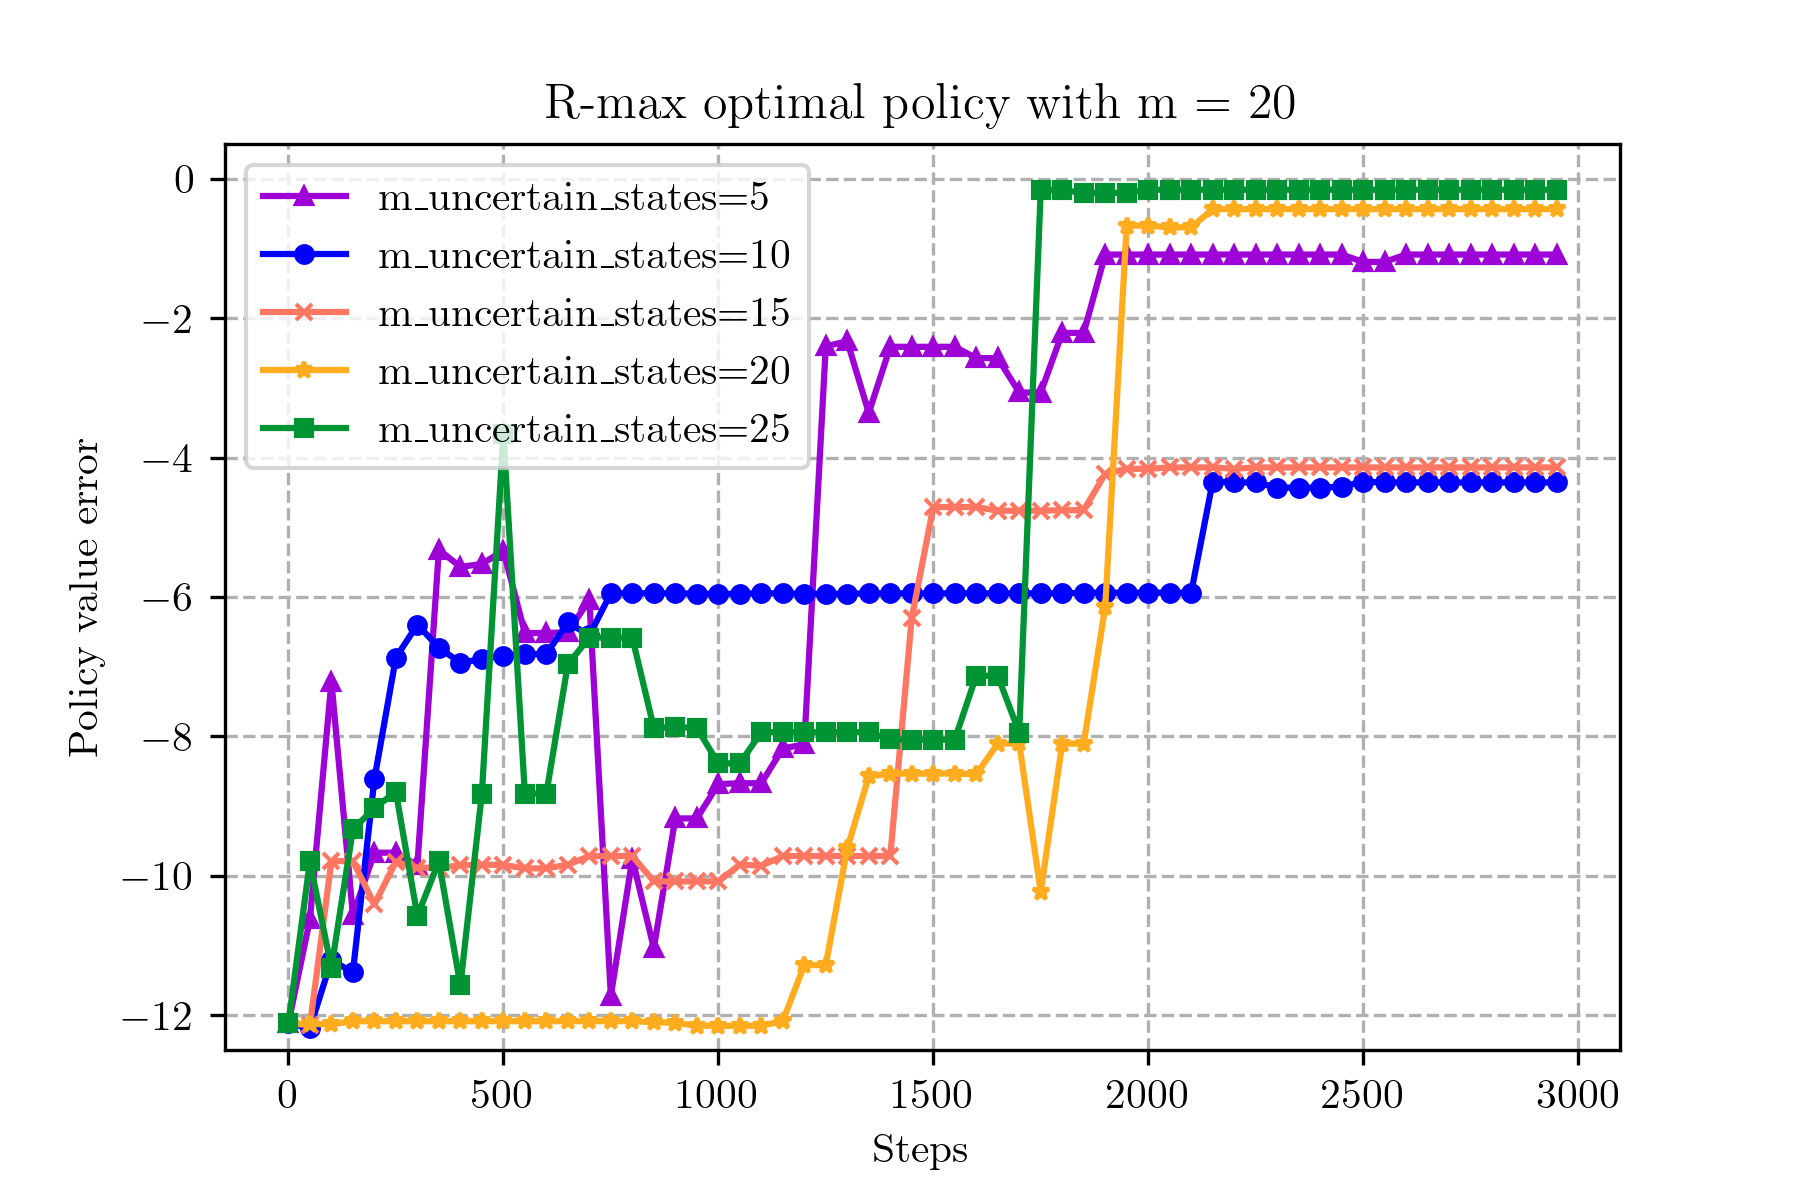 R-max optimal policy with m = 20
m_uncertain_states=5
m_uncertain_states=10
m_uncertain_states=15
m_uncertain_states=20
m_uncertain_states=25
Policy value error
0
−2
−4
−6
−8
−10
−12
0 500 1000 1500 2000 2500 3000
Steps